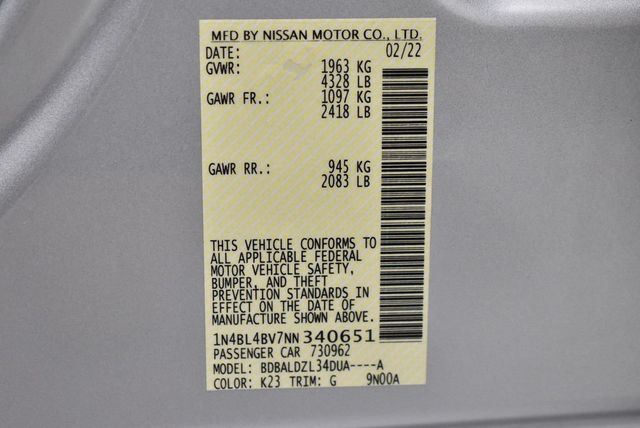 MFD BY NISSAN MOTOR CO., LTD.
DATE: 02/22
GVWR: 1963 KG
4328 LB
GAWR FR.: 1097 KG
2418 LB
GAWR RR.: 945 KG
2083 LB
THIS VEHICLE CONFORMS TO
ALL APPLICABLE FEDERAL
MOTOR VEHICLE SAFETY,
BUMPER, AND THEFT
PREVENTION STANDARDS IN
EFFECT ON THE DATE OF
MANUFACTURE SHOWN ABOVE.
1N4BL4BV7NN340651
PASSENGER CAR 730962
MODEL: BDBALDZL34DUA----A
COLOR: K23 TRIM: G 9N00A